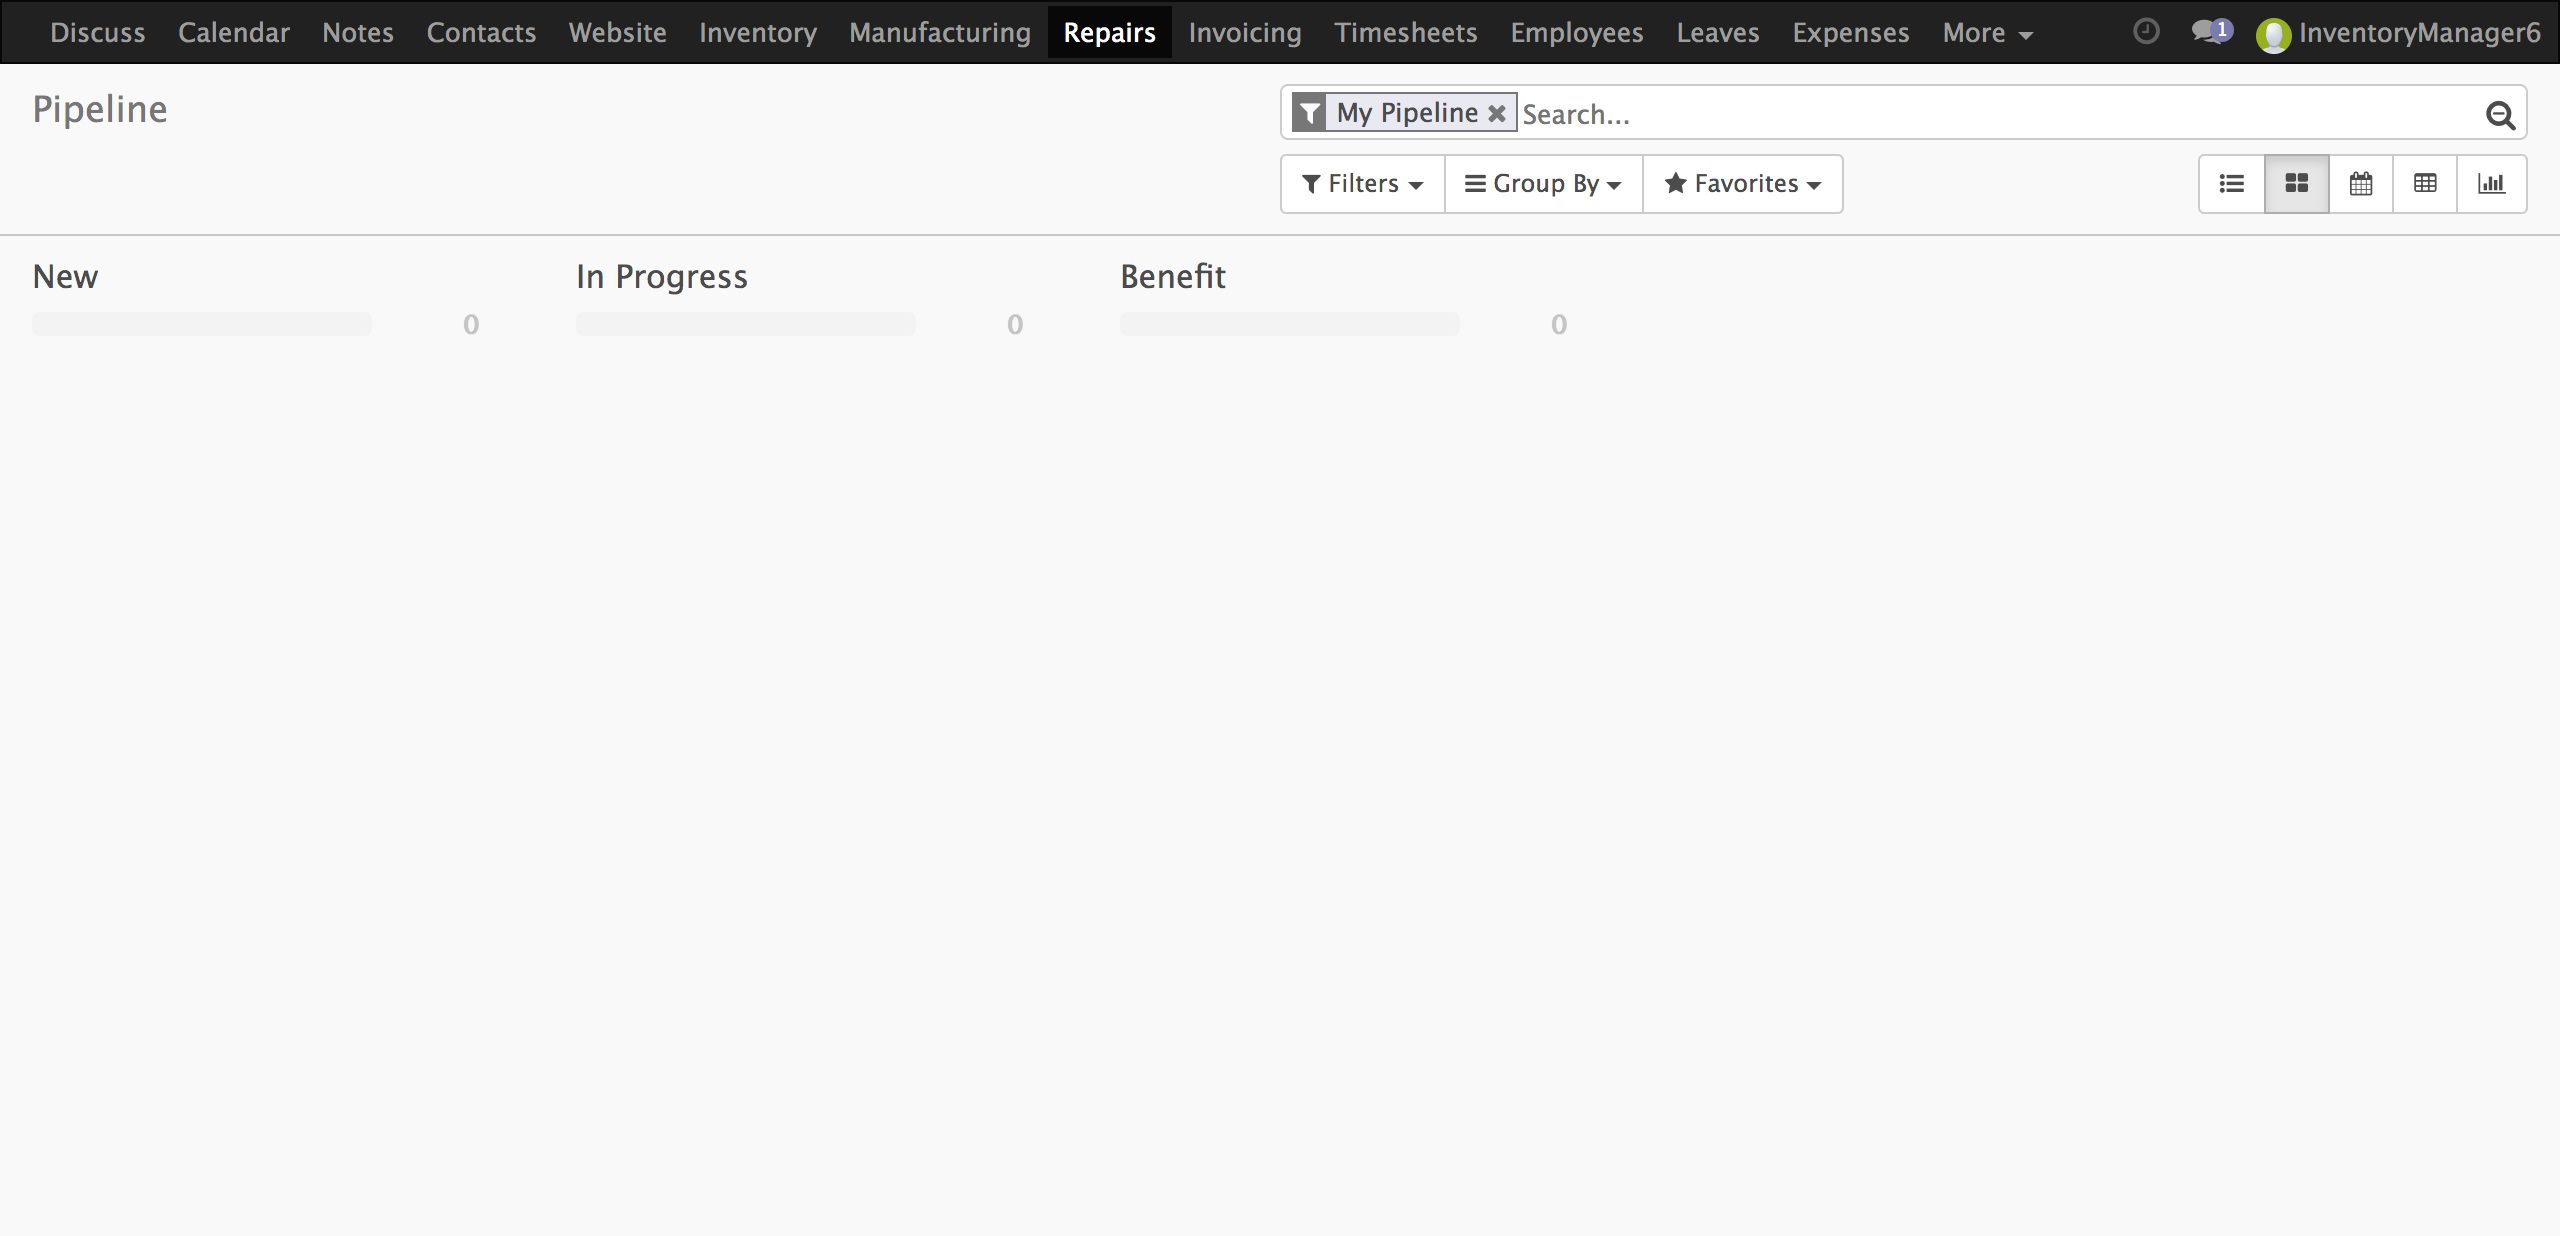 Discuss Calendar Notes Contacts Website Inventory Manufacturing Repairs Invoicing Timesheets Employees Leaves Expenses More 1 InventoryManager6
Pipeline My Pipeline Search...
Filters Group By Favorites
New In Progress Benefit
0 0 0